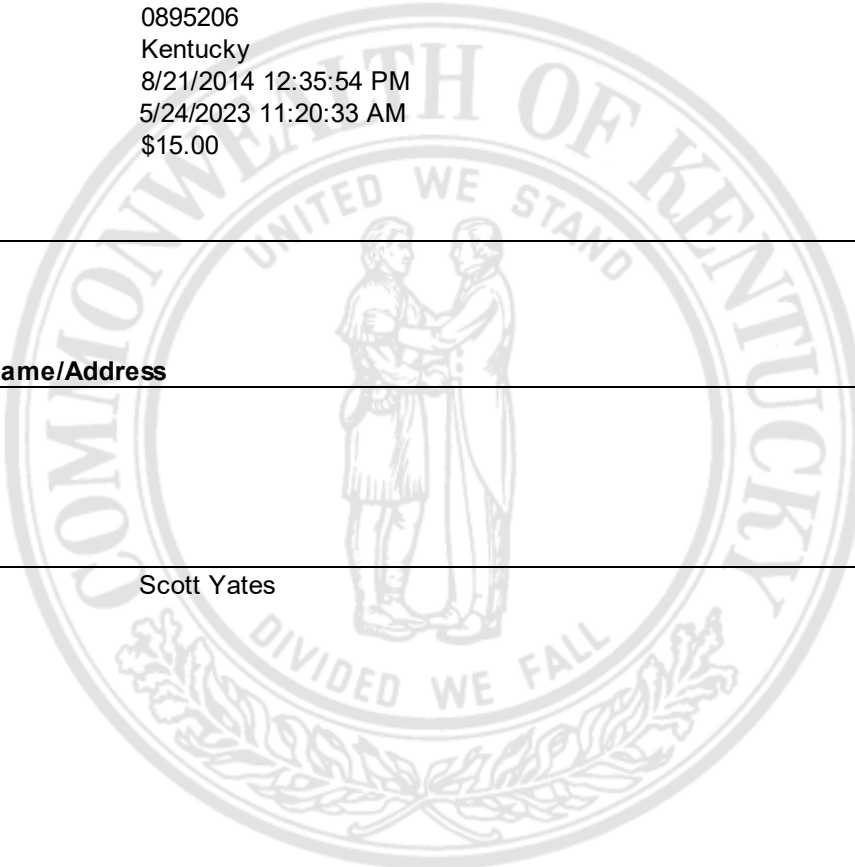 0895206
Kentucky
8/21/2014 12:35:54 PM
5/24/2023 11:20:33 AM
$15.00
COMMONWEALTH OF KENTUCKY
UNITED WE STAND
ame/Address
Scott Yates
DIVIDED WE FALL